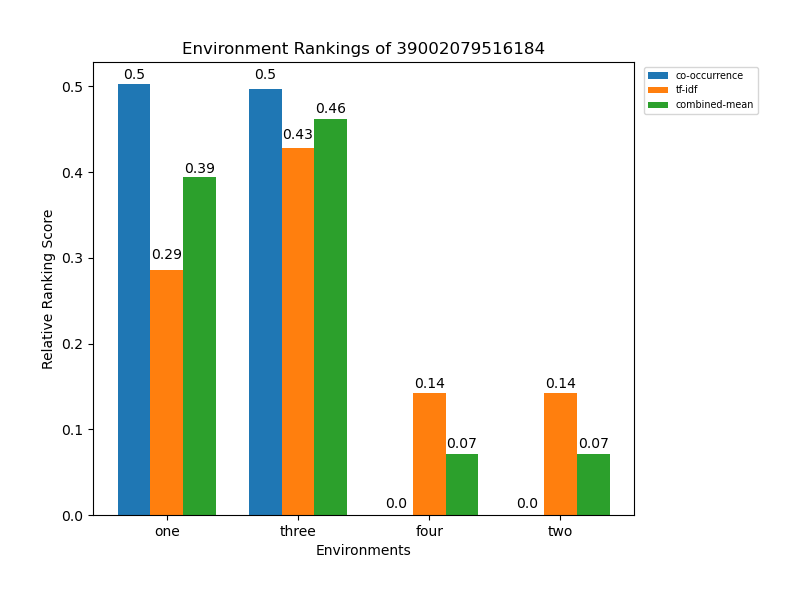 Environment Rankings of 39002079516184
co-occurrence
tf-idf
combined-mean
Relative Ranking Score
0.5
0.4
0.3
0.2
0.1
0.0
0.5
0.29
0.39
0.5
0.43
0.46
0.0
0.14
0.07
0.0
0.14
0.07
one
three
four
two
Environments